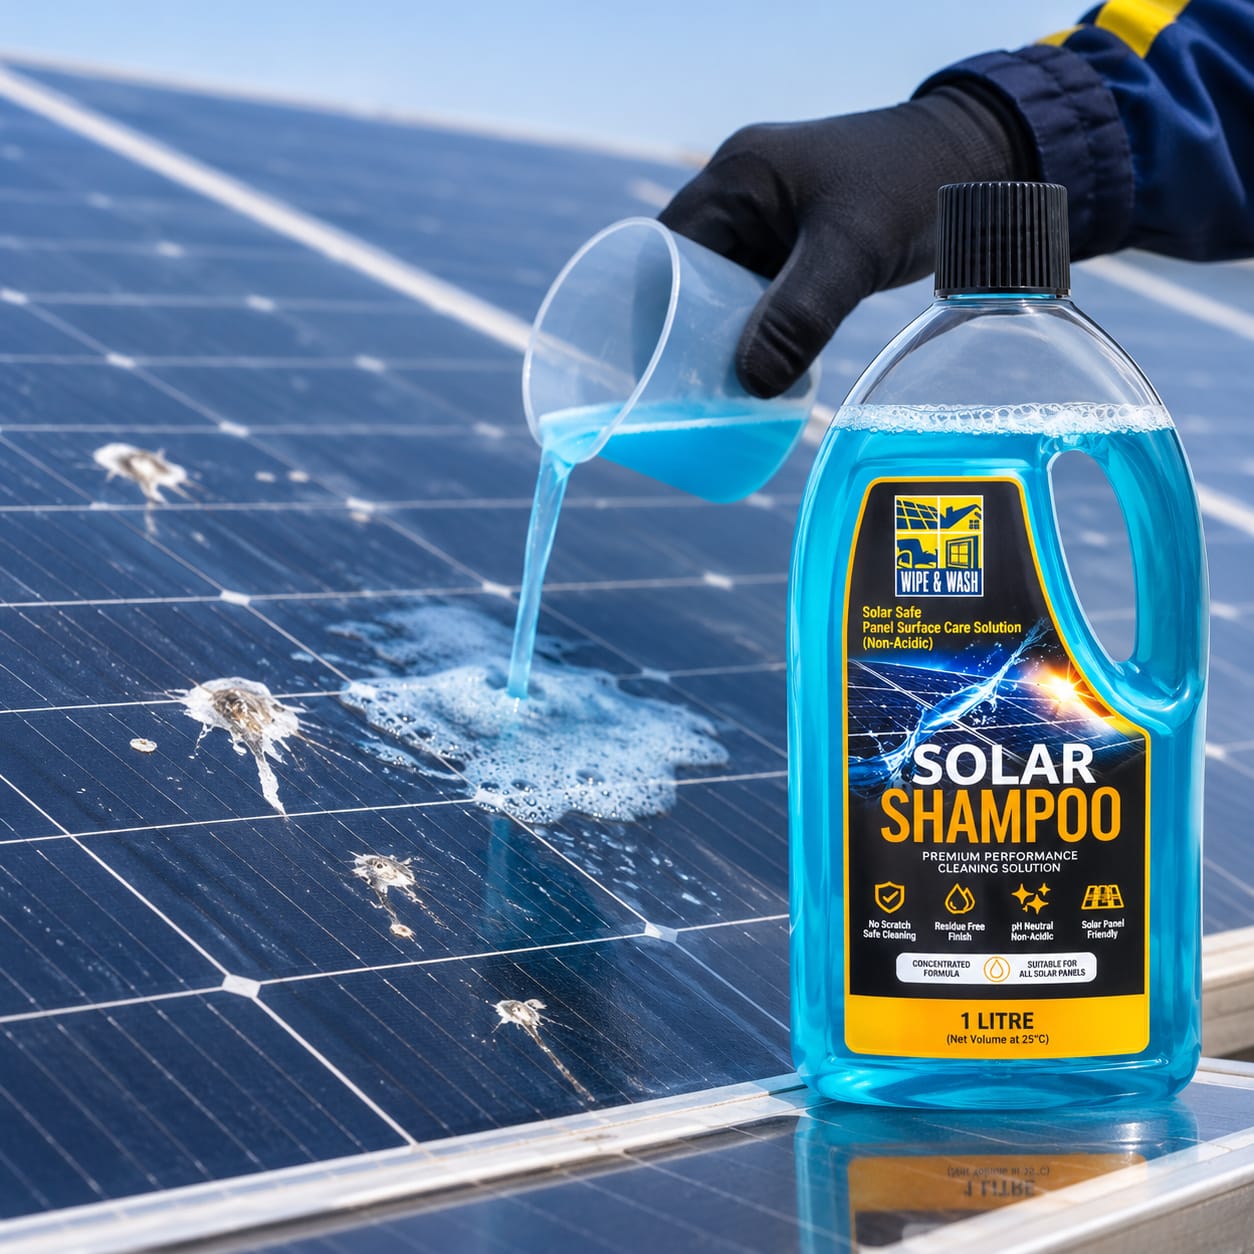 WIPE & WASH
Solar Safe
Panel Surface Care Solution
(Non-Acidic)
SOLAR
SHAMPOO
PREMIUM PERFORMANCE
CLEANING SOLUTION
No Scratch
Safe Cleaning
Residue Free
Finish
pH Neutral
Non-Acidic
Solar Panel
Friendly
CONCENTRATED
FORMULA
SUITABLE FOR
ALL SOLAR PANELS
1 LITRE
(Net Volume at 25°C)